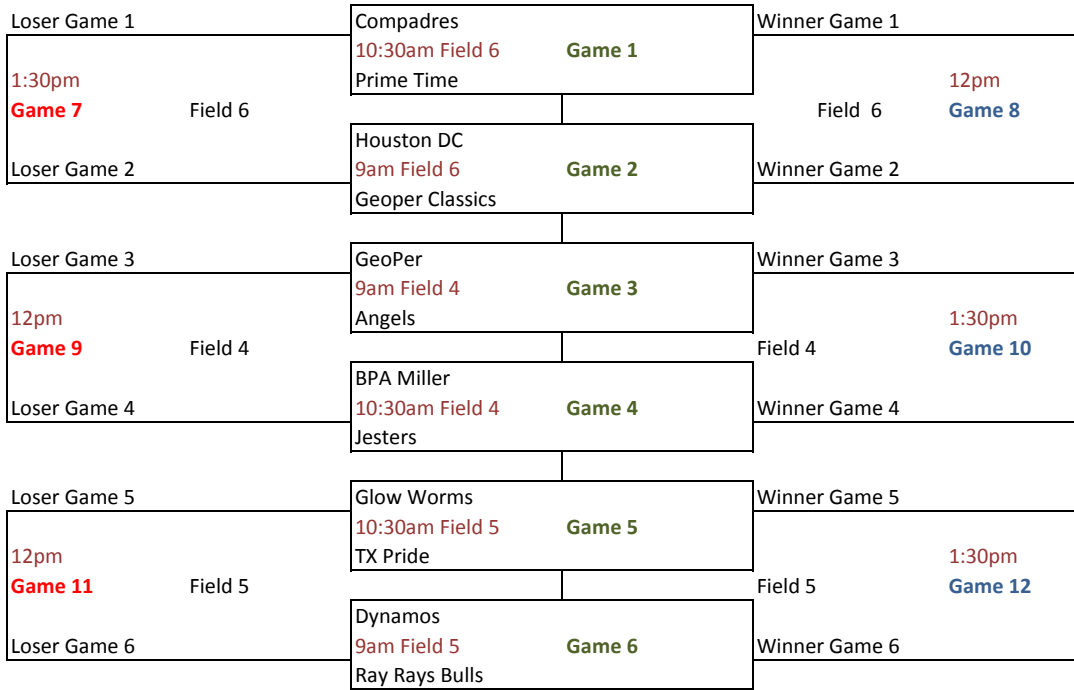 Loser Game 1 Compadres Winner Game 1
10:30am Field 6 Game 1
1:30pm Prime Time 12pm
Game 7 Field 6 Field 6 Game 8
Houston DC
Loser Game 2 9am Field 6 Game 2 Winner Game 2
Geoper Classics
Loser Game 3 GeoPer Winner Game 3
9am Field 4 Game 3
12pm Angels 1:30pm
Game 9 Field 4 Field 4 Game 10
BPA Miller
Loser Game 4 10:30am Field 4 Game 4 Winner Game 4
Jesters
Loser Game 5 Glow Worms Winner Game 5
10:30am Field 5 Game 5
12pm TX Pride 1:30pm
Game 11 Field 5 Field 5 Game 12
Dynamos
Loser Game 6 9am Field 5 Game 6 Winner Game 6
Ray Rays Bulls